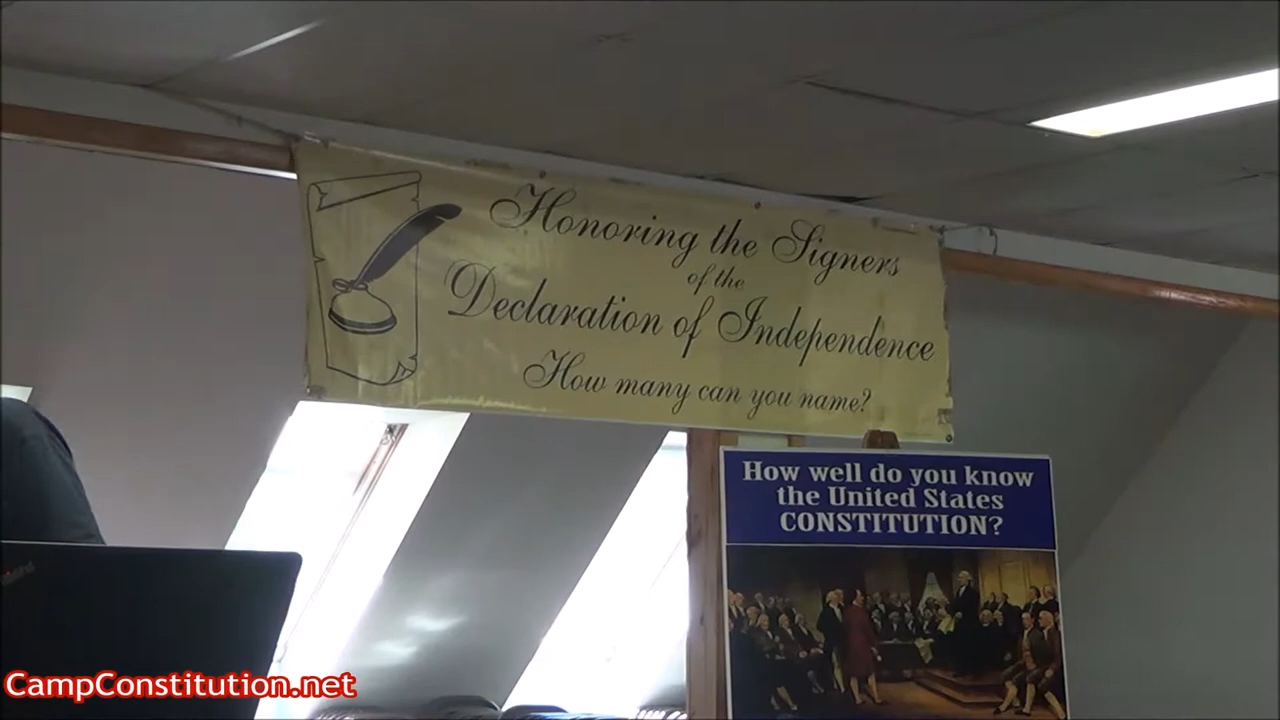 Honoring the Signers
of the
Declaration of Independence
How many can you name?
How well do you know
the United States
CONSTITUTION?
CampConstitution.net